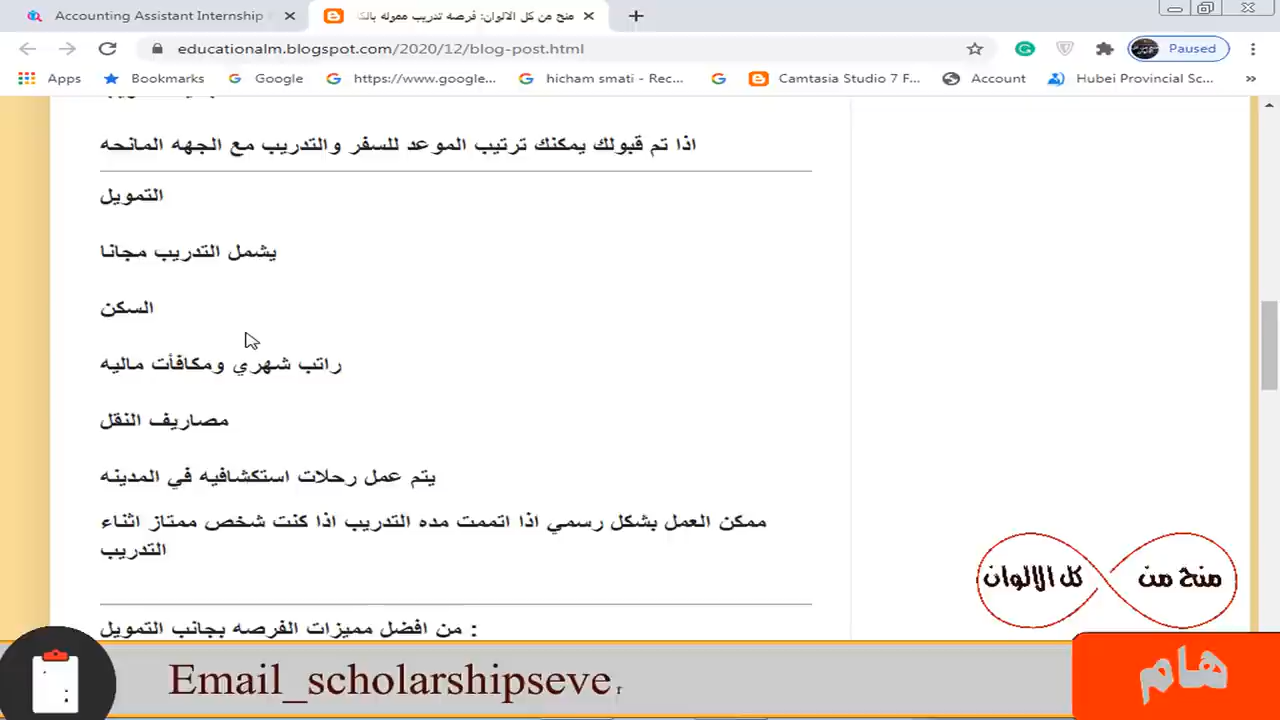 Accounting Assistant Internship
منح من كل الالوان: فرصة تدريب ممولة بالكا
educationalm.blogspot.com/2020/12/blog-post.html
Paused
Apps
Bookmarks
Google
https://www.google...
hicham smati - Rec...
Camtasia Studio 7 F...
Account
Hubei Provincial Sc...
»
اذا تم قبولك يمكنك ترتيب الموعد للسفر والتدريب مع الجهه المانحه
التمويل
يشمل التدريب مجانا
السكن
راتب شهري ومكافأت ماليه
مصاريف النقل
يتم عمل رحلات استكشافيه في المدينه
ممكن العمل بشكل رسمي اذا اتممت مده التدريب اذا كنت شخص ممتاز اثناء
التدريب
من افضل مميزات الفرصه بجانب التمويل :
منح من
كل الالوان
Email_scholarshipseve
هام